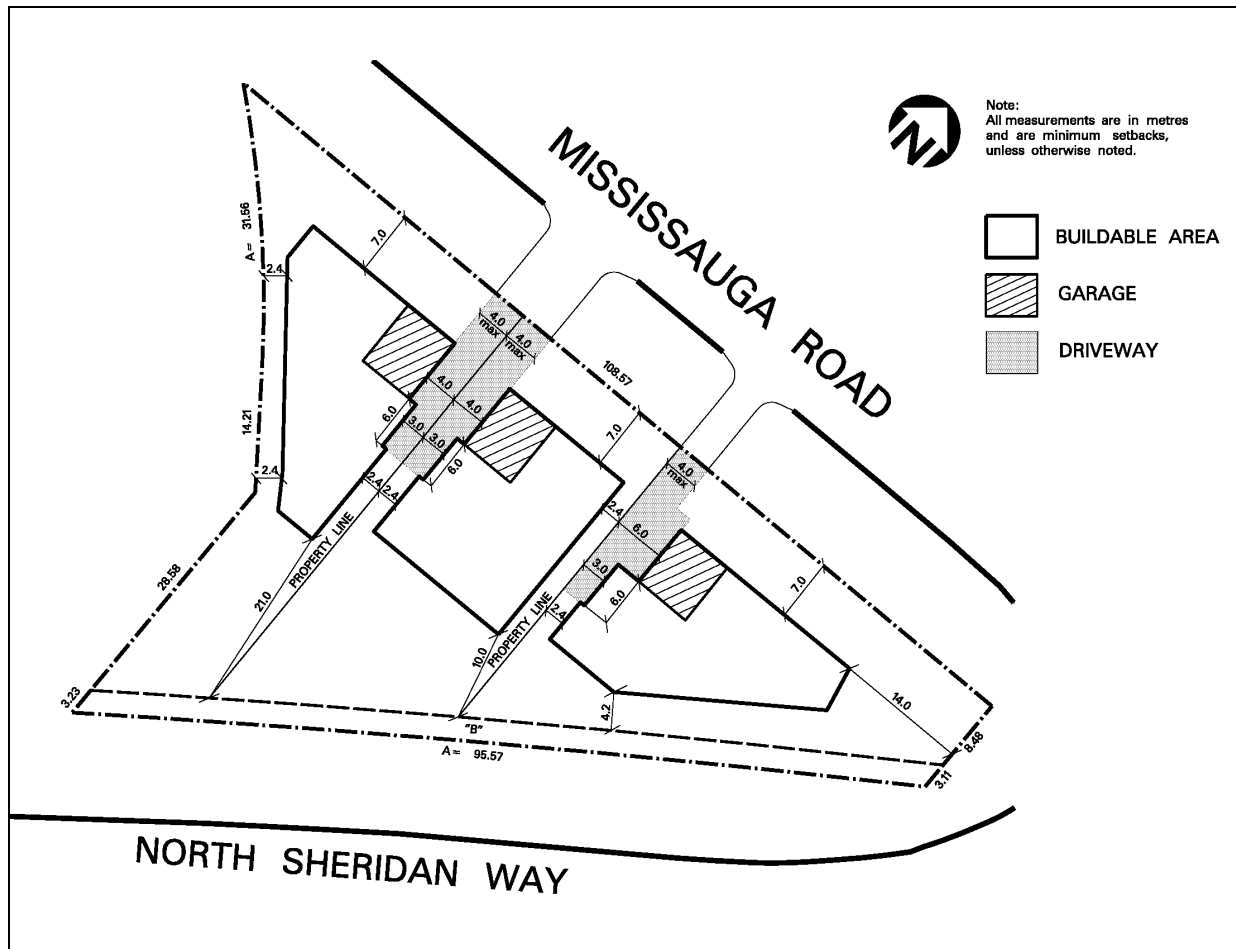 Note:
All measurements are in metres
and are minimum setbacks,
unless otherwise noted.
N
MISSISSAUGA ROAD
BUILDABLE AREA
GARAGE
DRIVEWAY
A = 31.56
7.0
2.4
4.0
max
4.0
max
108.57
4.0
4.0
6.0
3.0
3.0
6.0
7.0
14.21
2.4
2.4
2.4
4.0
max
2.4
6.0
PROPERTY LINE
3.0
6.0
7.0
28.58
21.0
2.4
PROPERTY LINE
10.0
4.2
14.0
8.48
3.23
"B"
A = 95.57
3.11
NORTH SHERIDAN WAY